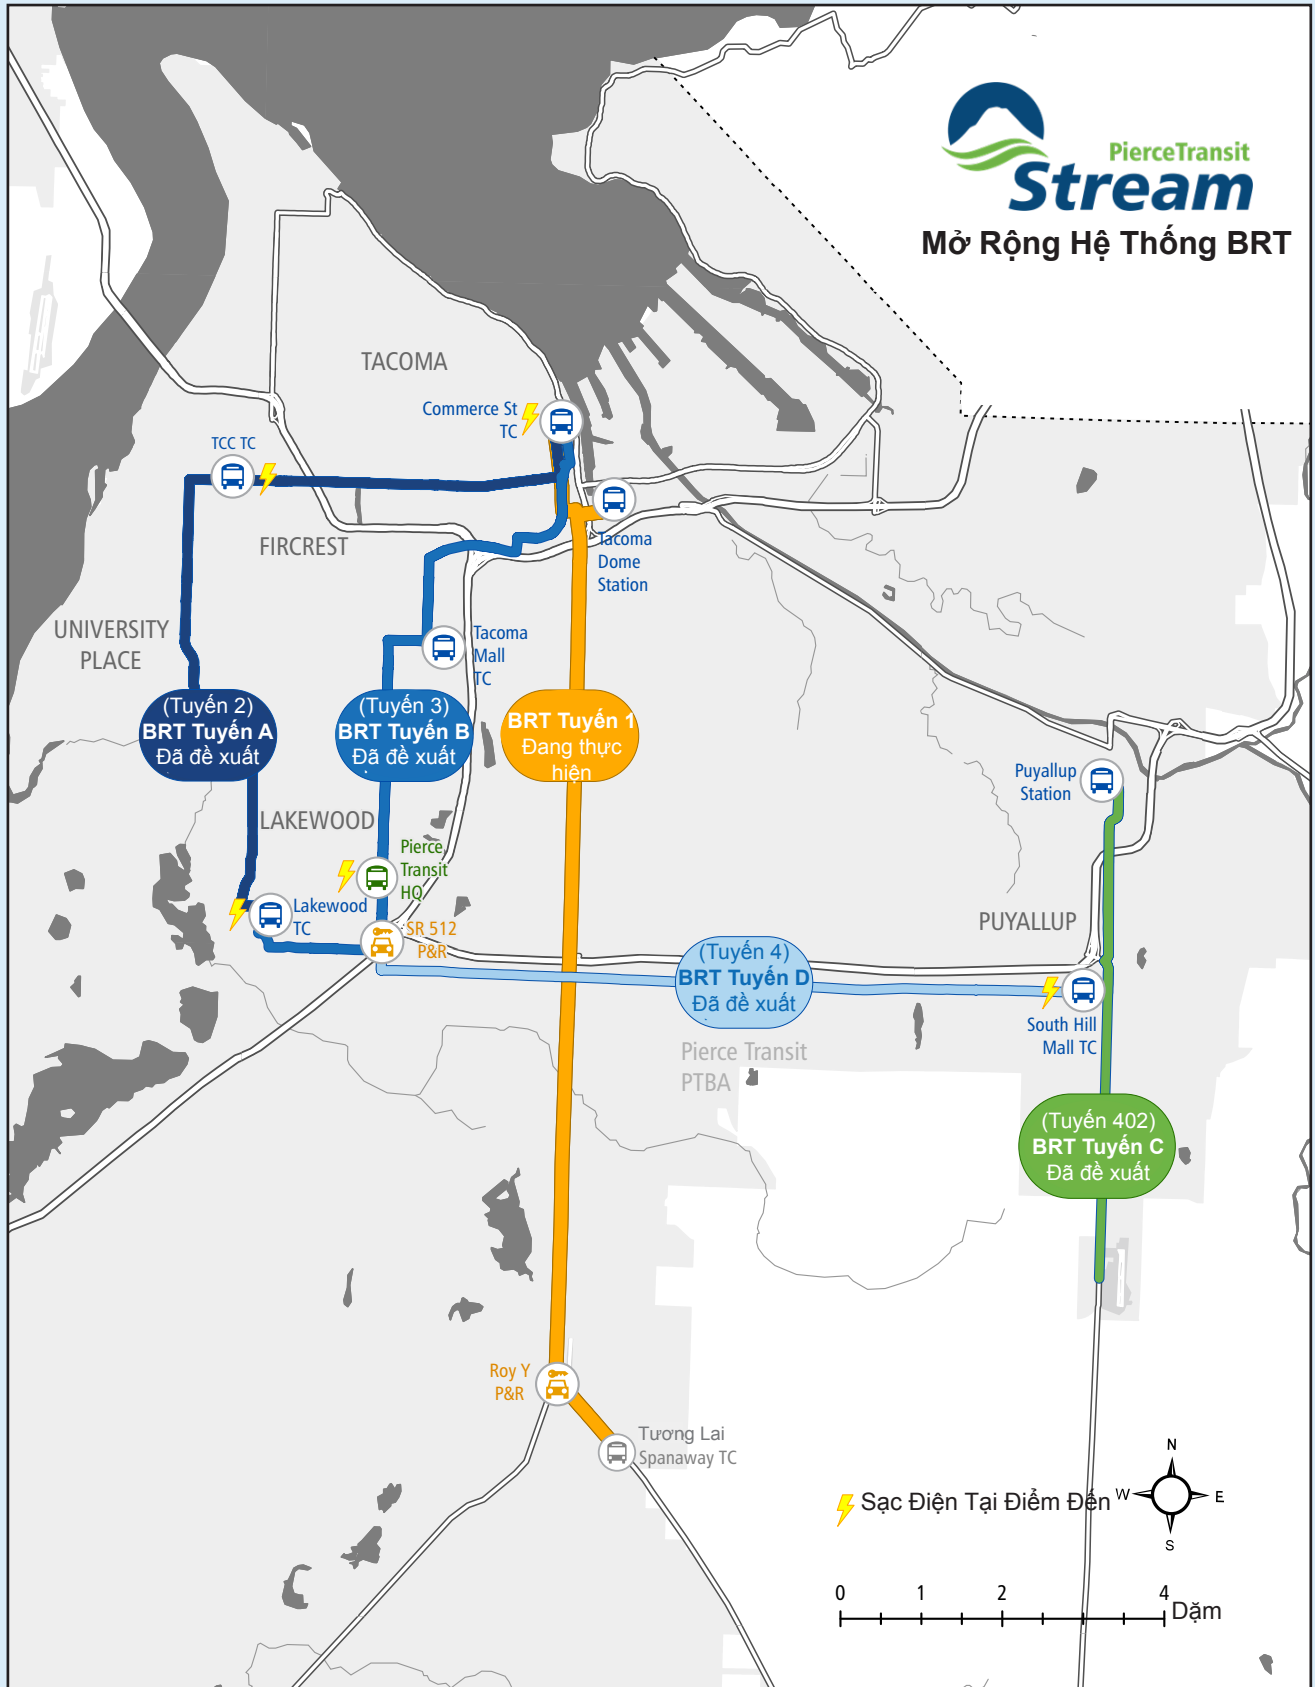 PierceTransit
Stream
Mở Rộng Hệ Thống BRT
TACOMA
Commerce St
TC
TCC TC
FIRCREST
Tacoma
Dome
Station
UNIVERSITY
PLACE
Tacoma
Mall
TC
(Tuyến 2)
BRT Tuyến A
Đã đề xuất
(Tuyến 3)
BRT Tuyến B
Đã đề xuất
BRT Tuyến 1
Đang thực
hiện
Puyallup
Station
LAKEWOOD
Pierce
Transit
HQ
Lakewood
TC
SR 512
P&R
PUYALLUP
(Tuyến 4)
BRT Tuyến D
Đã đề xuất
South Hill
Mall TC
Pierce Transit
PTBA
(Tuyến 402)
BRT Tuyến C
Đã đề xuất
Roy Y
P&R
Tương Lai
Spanaway TC
Sạc Điện Tại Điểm Đến
N
W
E
S
0 1 2 4
Dặm